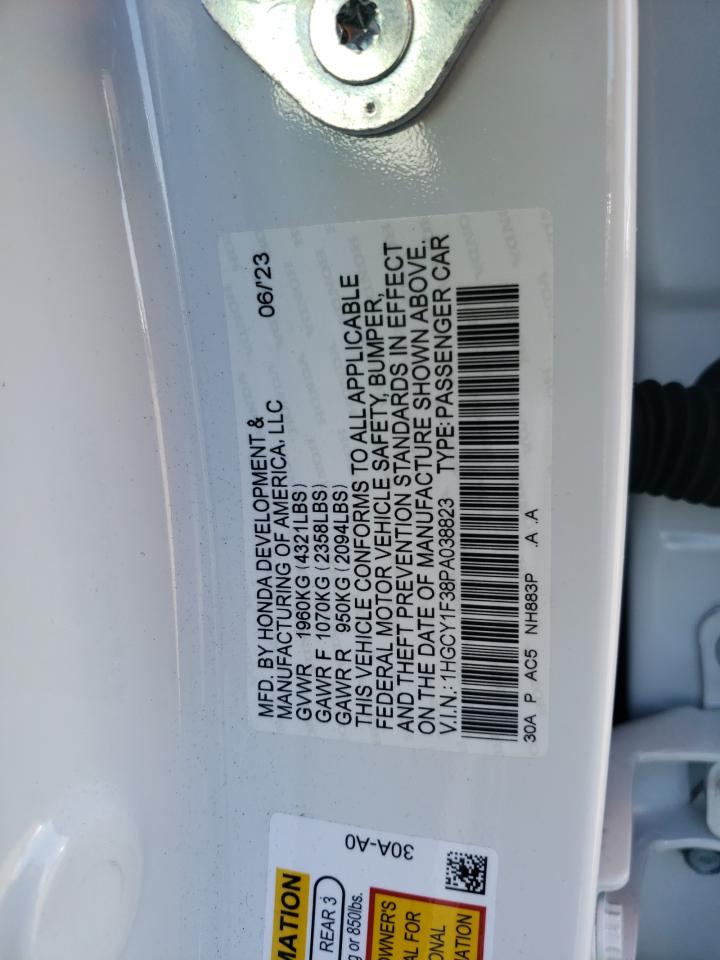 MFD. BY HONDA DEVELOPMENT & 06/'23
MANUFACTURING OF AMERICA, LLC
GVWR 1960KG (4321LBS)
GAWR F 1070KG (2358LBS)
GAWR R 950KG (2094LBS)
THIS VEHICLE CONFORMS TO ALL APPLICABLE
FEDERAL MOTOR VEHICLE SAFETY, BUMPER,
AND THEFT PREVENTION STANDARDS IN EFFECT
ON THE DATE OF MANUFACTURE SHOWN ABOVE.
V.I.N.: 1HGCY1F38PA038823 TYPE:PASSENGER CAR
30A P AC5 NH883P .A .A
MATION
REAR 3
g or 850lbs.
OWNER'S
AL FOR
ONAL
ATION
30A-A0